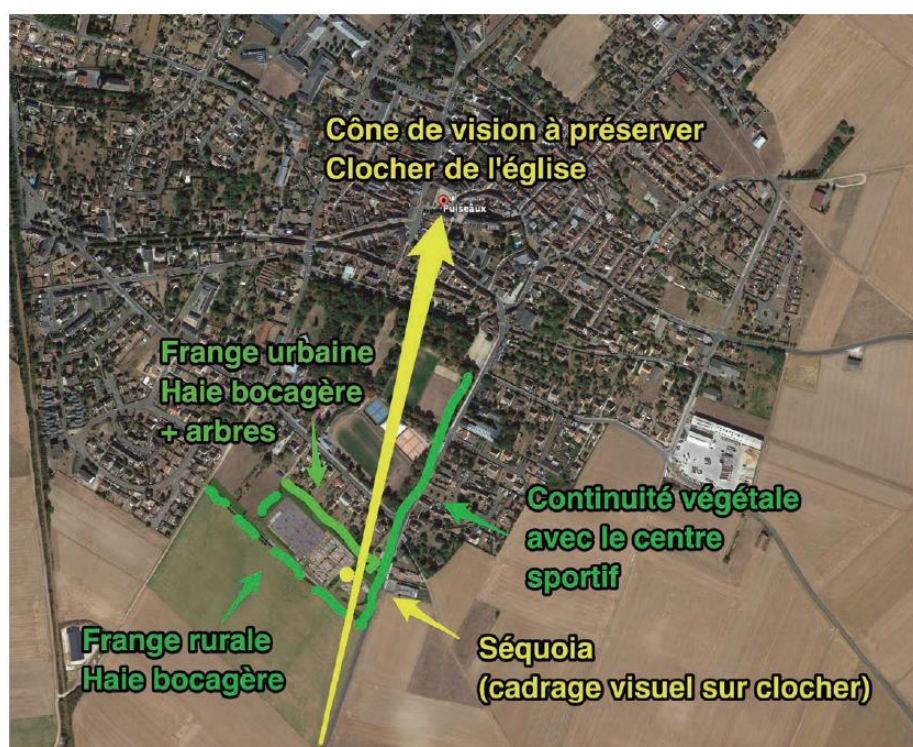 Cône de vision à préserver
Clocher de l'église
Puiseaux
Frange urbaine
Haie bocagère
+ arbres
Continuité végétale
avec le centre
sportif
Frange rurale
Haie bocagère
Séquoia
(cadrage visuel sur clocher)